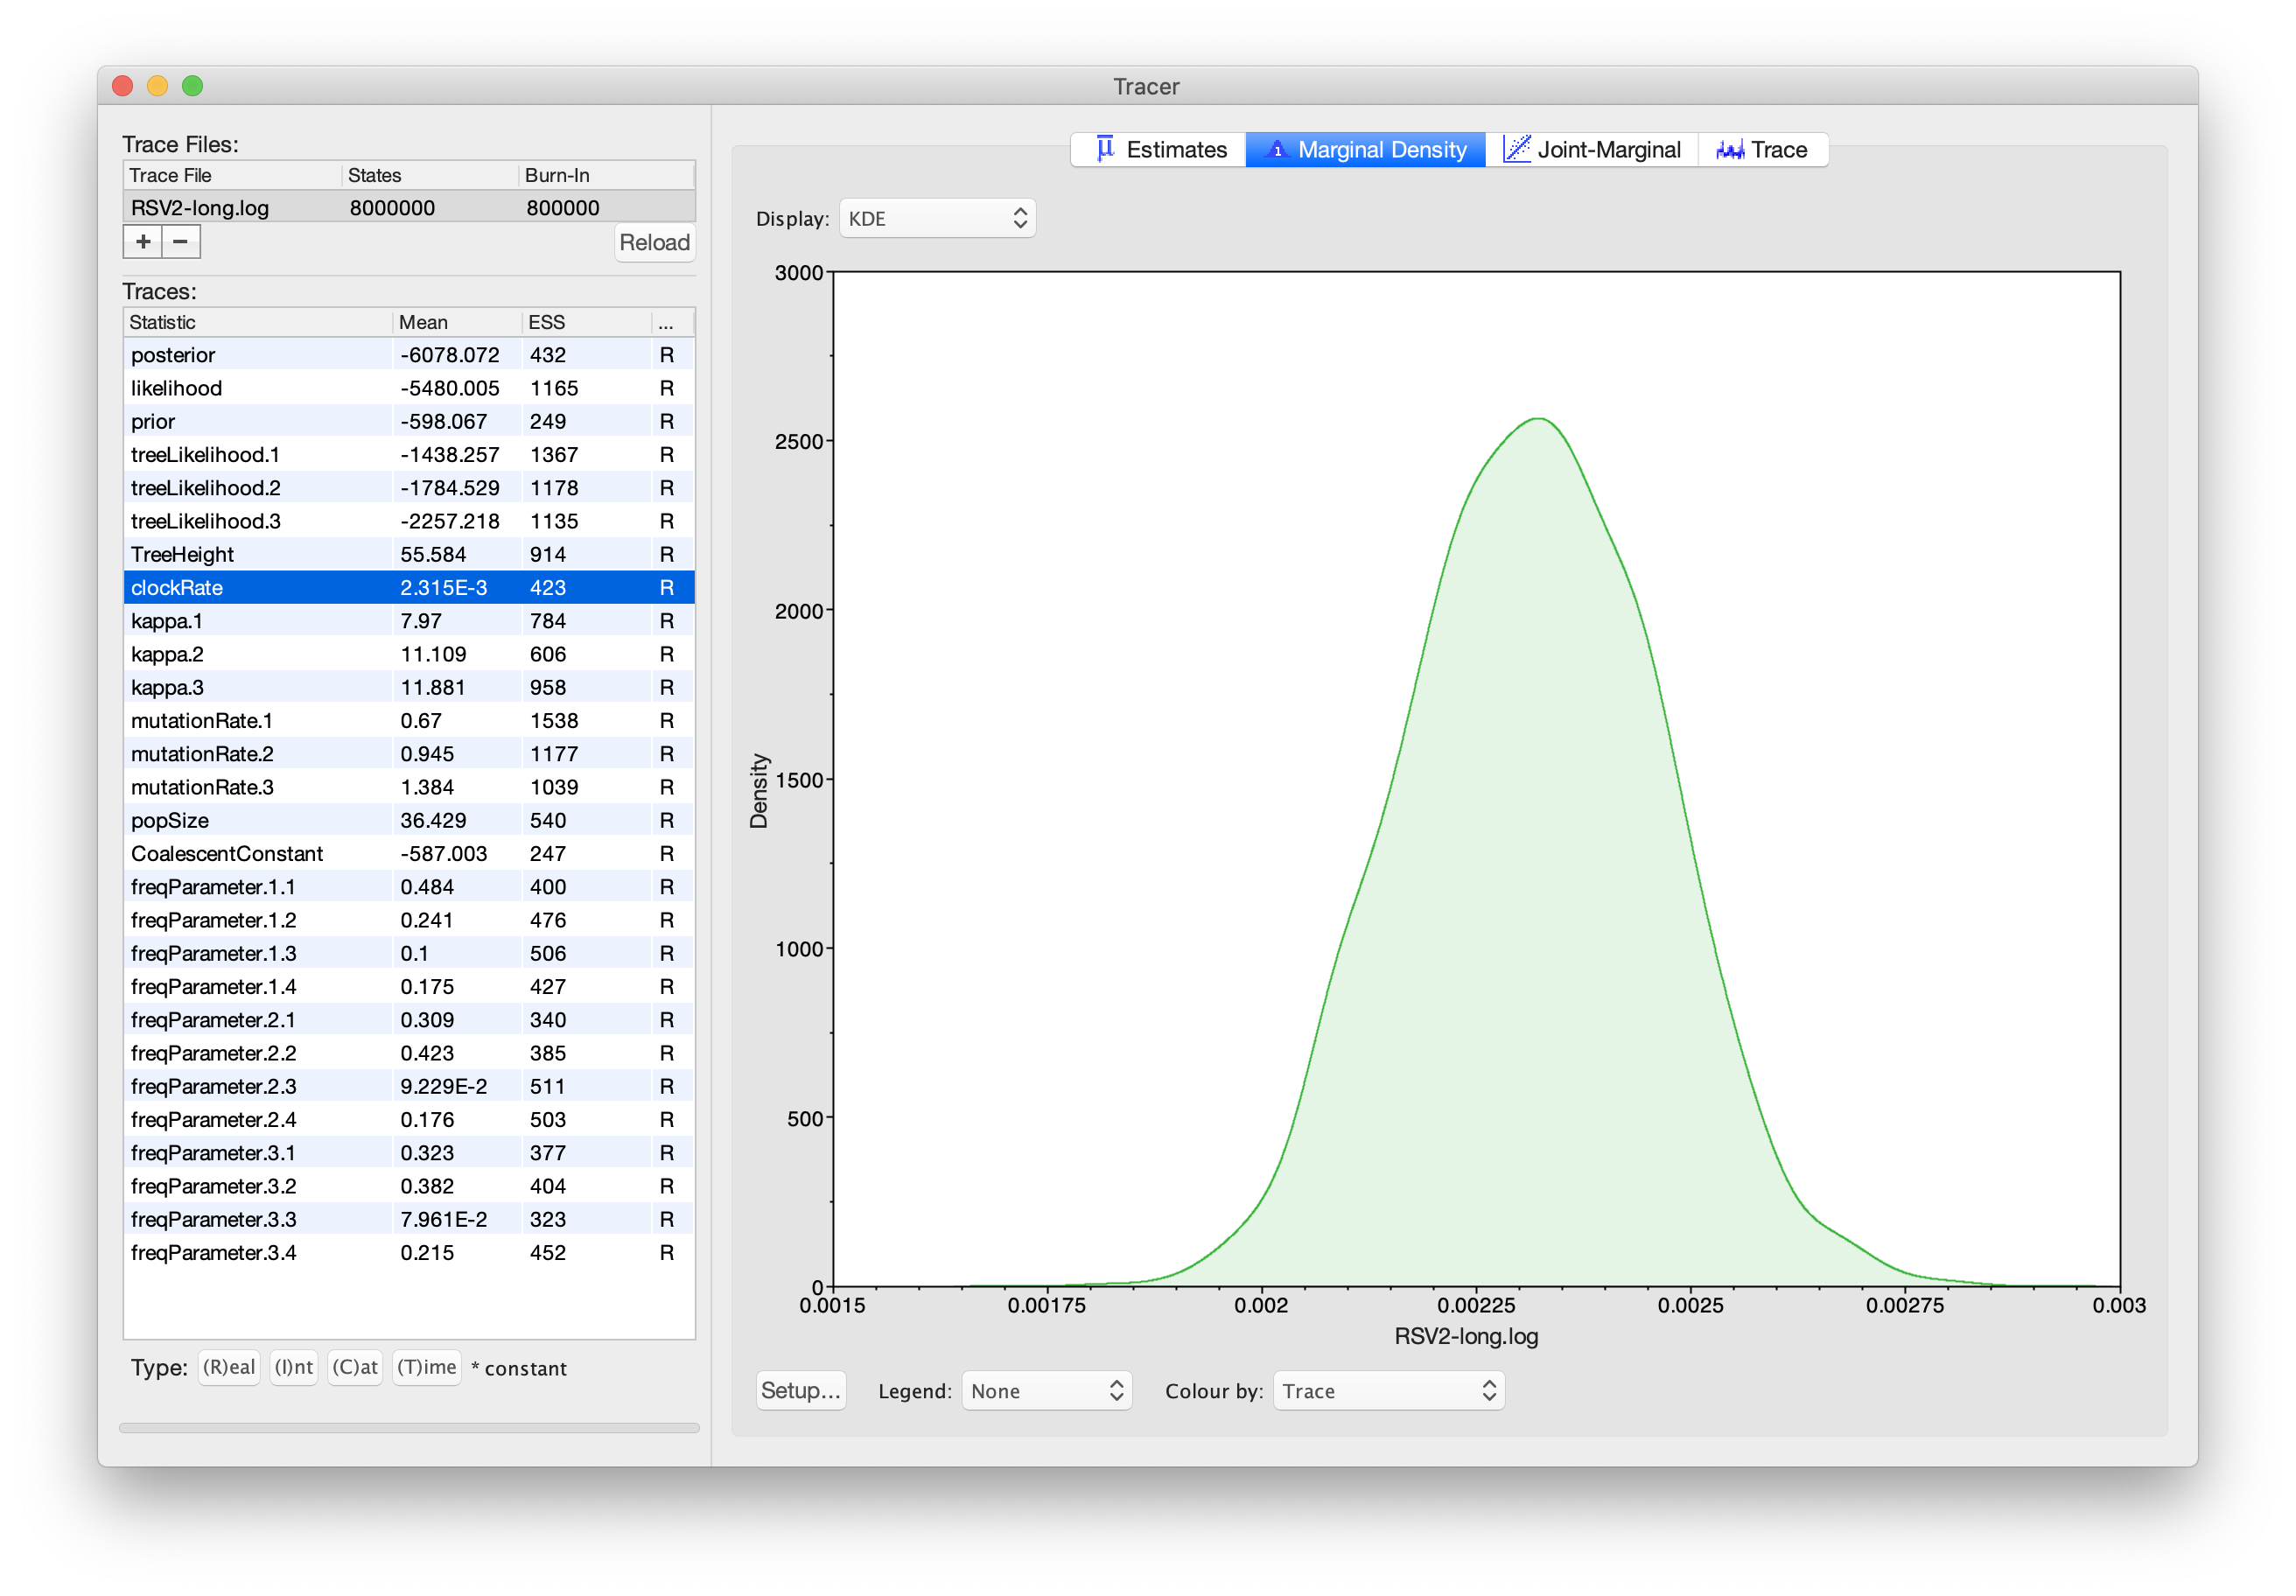 Tracer
Trace Files:
Trace File States Burn-In
RSV2-long.log 8000000 800000
+ − Reload
Traces:
Statistic Mean ESS ...
posterior -6078.072 432 R
likelihood -5480.005 1165 R
prior -598.067 249 R
treeLikelihood.1 -1438.257 1367 R
treeLikelihood.2 -1784.529 1178 R
treeLikelihood.3 -2257.218 1135 R
TreeHeight 55.584 914 R
clockRate 2.315E-3 423 R
kappa.1 7.97 784 R
kappa.2 11.109 606 R
kappa.3 11.881 958 R
mutationRate.1 0.67 1538 R
mutationRate.2 0.945 1177 R
mutationRate.3 1.384 1039 R
popSize 36.429 540 R
CoalescentConstant -587.003 247 R
freqParameter.1.1 0.484 400 R
freqParameter.1.2 0.241 476 R
freqParameter.1.3 0.1 506 R
freqParameter.1.4 0.175 427 R
freqParameter.2.1 0.309 340 R
freqParameter.2.2 0.423 385 R
freqParameter.2.3 9.229E-2 511 R
freqParameter.2.4 0.176 503 R
freqParameter.3.1 0.323 377 R
freqParameter.3.2 0.382 404 R
freqParameter.3.3 7.961E-2 323 R
freqParameter.3.4 0.215 452 R
Type: (R)eal (I)nt (C)at (T)ime * constant
Estimates Marginal Density Joint-Marginal Trace
Display: KDE
3000
2500
2000
1500
1000
500
0
Density
0.0015 0.00175 0.002 0.00225 0.0025 0.00275 0.003
RSV2-long.log
Setup... Legend: None Colour by: Trace